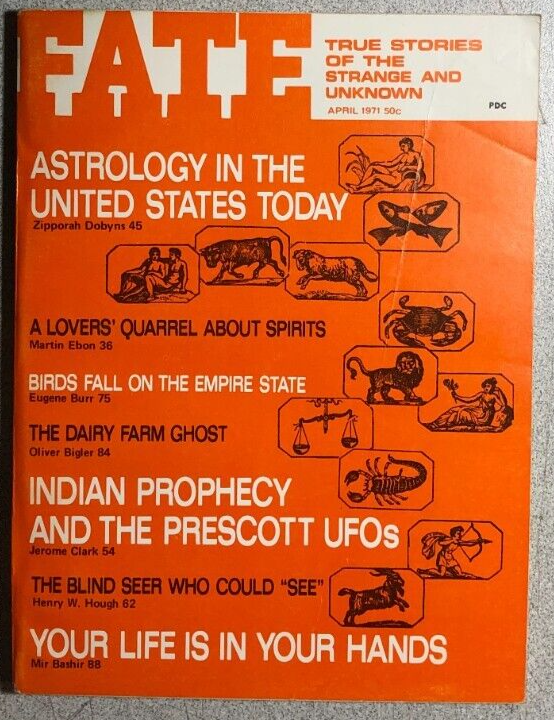 FATE
TRUE STORIES
OF THE
STRANGE AND
UNKNOWN
APRIL 1971 50c
PDC
ASTROLOGY IN THE
UNITED STATES TODAY
Zipporah Dobyns 45
A LOVERS' QUARREL ABOUT SPIRITS
Martin Ebon 36
BIRDS FALL ON THE EMPIRE STATE
Eugene Burr 75
THE DAIRY FARM GHOST
Oliver Bigler 84
INDIAN PROPHECY
AND THE PRESCOTT UFOs
Jerome Clark 54
THE BLIND SEER WHO COULD "SEE"
Henry W. Hough 62
YOUR LIFE IS IN YOUR HANDS
Mir Bashir 88